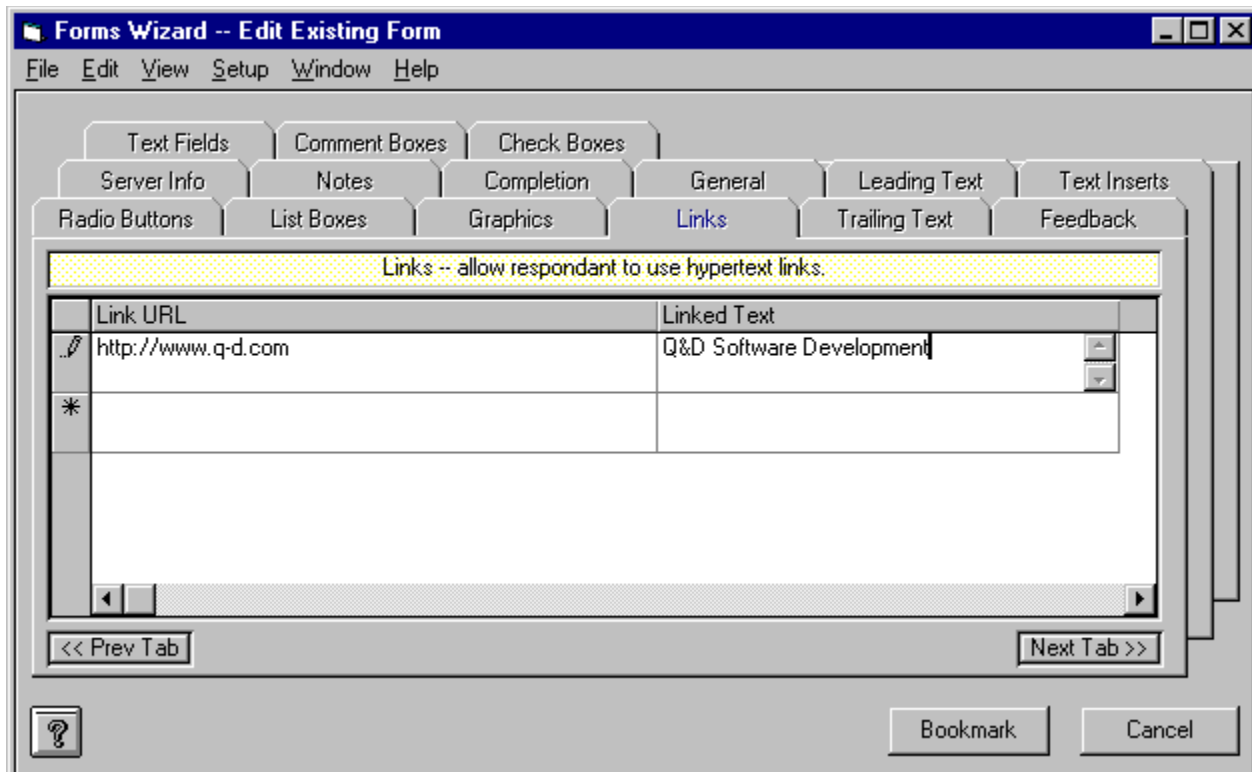 Forms Wizard -- Edit Existing Form
File Edit View Setup Window Help
Text Fields Comment Boxes Check Boxes
Server Info Notes Completion General Leading Text Text Inserts
Radio Buttons List Boxes Graphics Links Trailing Text Feedback
Links -- allow respondant to use hypertext links.
Link URL Linked Text
http://www.q-d.com Q&D Software Development
<< Prev Tab Next Tab >>
Bookmark Cancel